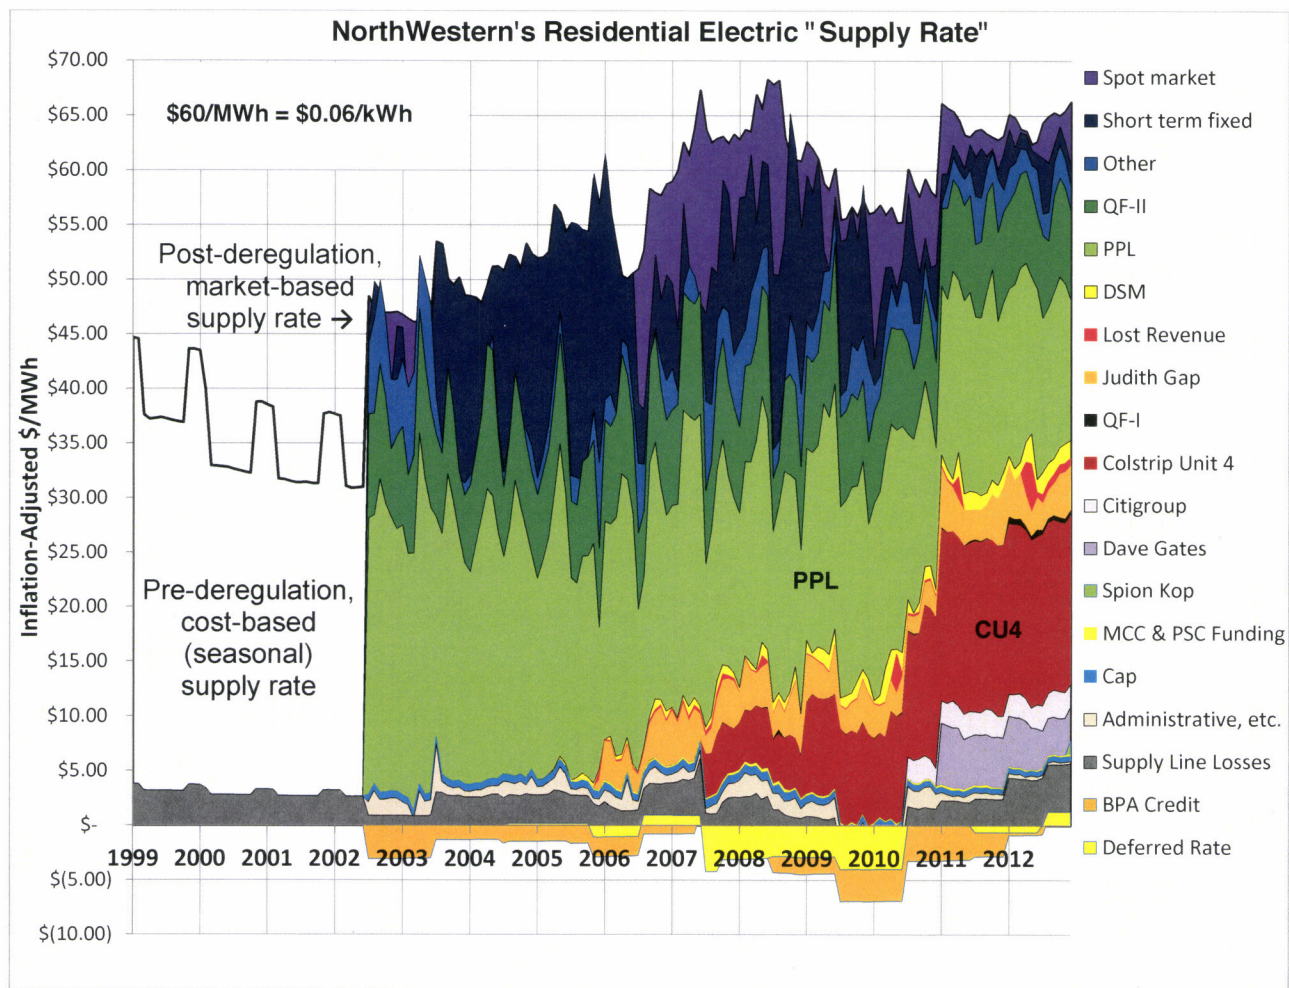 NorthWestern's Residential Electric "Supply Rate"
$70.00
$65.00
$60.00
$55.00
$50.00
$45.00
$40.00
$35.00
$30.00
$25.00
$20.00
$15.00
$10.00
$5.00
$-
$(5.00)
$(10.00)
Inflation-Adjusted $/MWh
$60/MWh = $0.06/kWh
Post-deregulation,
market-based
supply rate →
Pre-deregulation,
cost-based
(seasonal)
supply rate
PPL
CU4
1999 2000 2001 2002 2003 2004 2005 2006 2007 2008 2009 2010 2011 2012
Spot market
Short term fixed
Other
QF-II
PPL
DSM
Lost Revenue
Judith Gap
QF-I
Colstrip Unit 4
Citigroup
Dave Gates
Spion Kop
MCC & PSC Funding
Cap
Administrative, etc.
Supply Line Losses
BPA Credit
Deferred Rate